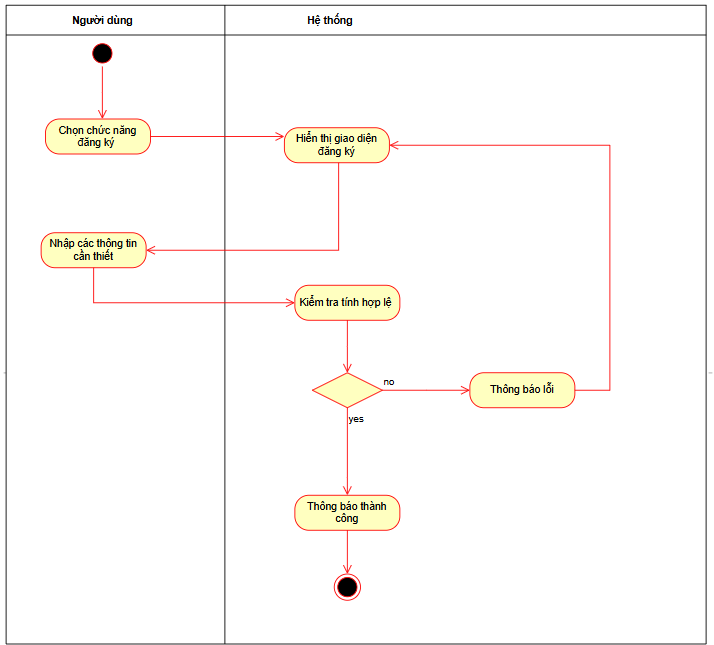 Người dùng
Hệ thống
Chọn chức năng
đăng ký
Hiển thị giao diện
đăng ký
Nhập các thông tin
cần thiết
Kiểm tra tính hợp lệ
no
Thông báo lỗi
yes
Thông báo thành
công